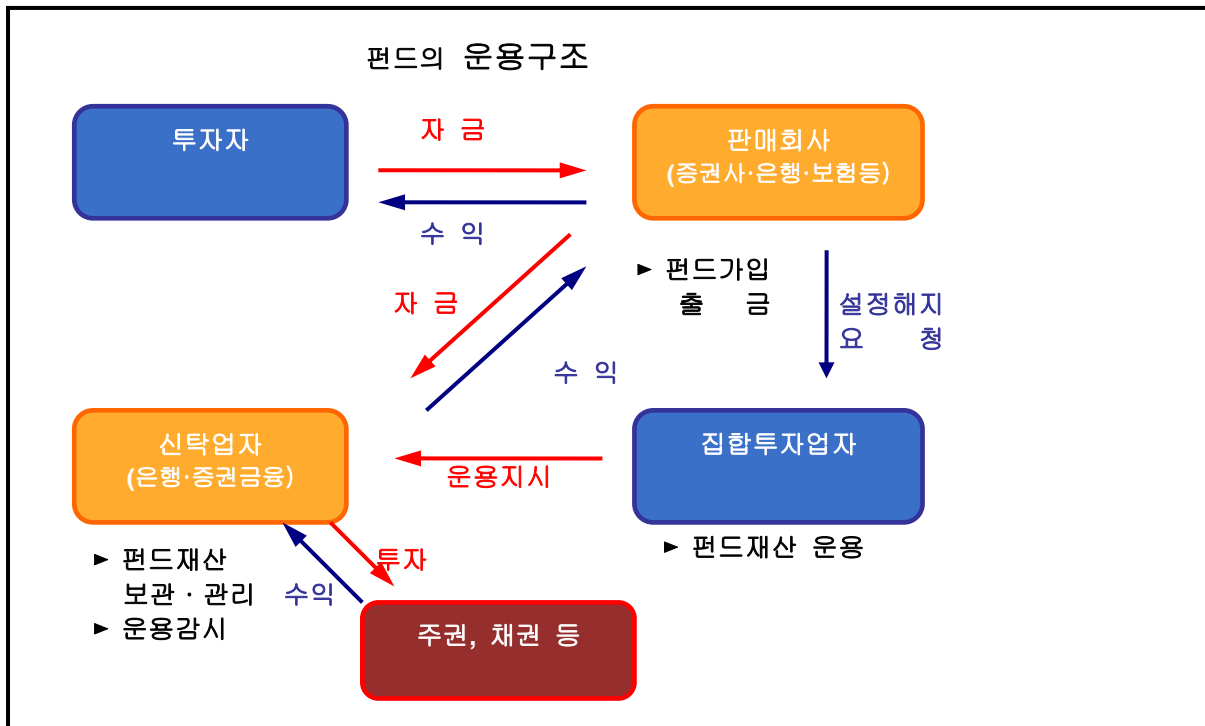 펀드의 운용구조
투자자
자 금
수 익
판매회사
(증권사·은행·보험등)
► 펀드가입
출 금
설정해지
요 청
자 금
수 익
신탁업자
(은행·증권금융)
운용지시
집합투자업자
► 펀드재산 운용
► 펀드재산
보관 · 관리
► 운용감시
투자
수익
주권, 채권 등